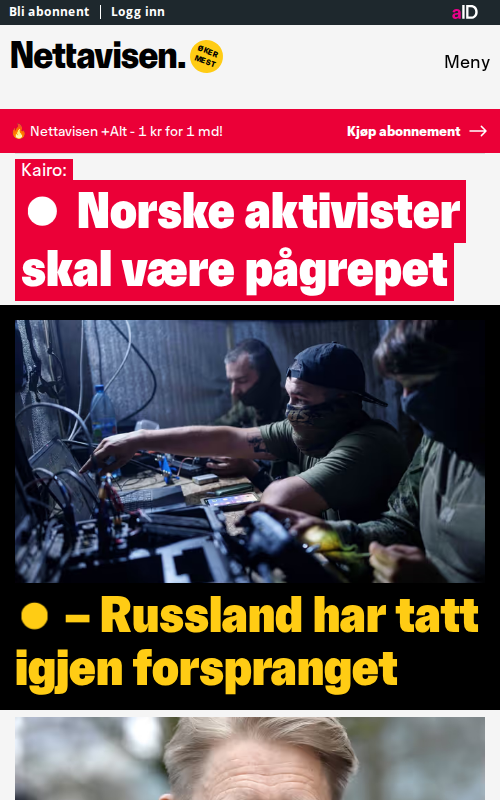 Bli abonnent
Logg inn
aID
Nettavisen.
ØKER
MEST
Meny
🔥 Nettavisen +Alt - 1 kr for 1 md!
Kjøp abonnement →
Kairo:
● Norske aktivister
skal være pågrepet
● – Russland har tatt
igjen forspranget